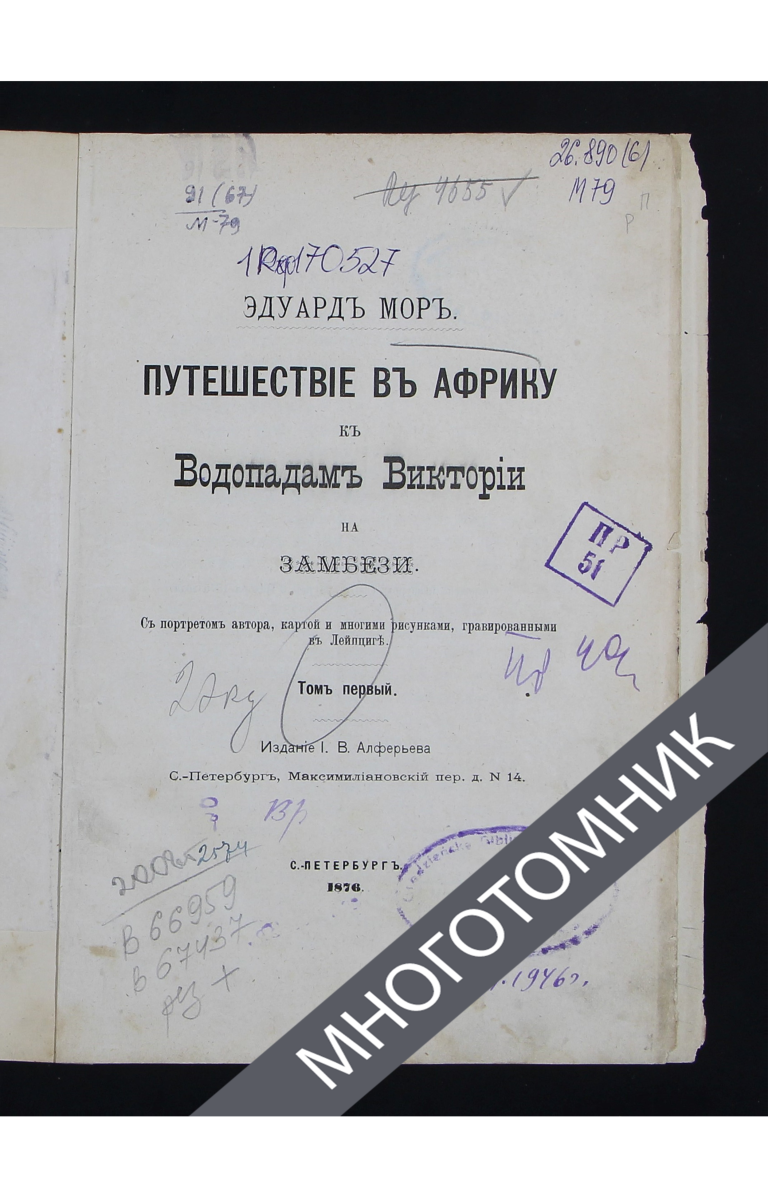 26.890(6)
М79
91(67)
М-79
4655
П
Р
170527
ЭДУАРДЪ МОРЪ.
ПУТЕШЕСТВІЕ ВЪ АФРИКУ
КЪ
Водопадамъ Викторіи
НА
ЗАМБЕЗИ.
Съ портретомъ автора, картой и многими рисунками, гравированными
въ Лейпцигѣ.
Томъ первый.
ПР
51
Изданіе І. В. Алферьева
С.-Петербургъ, Максимиліановскій пер. д. N 14.
Вр
С.-ПЕТЕРБУРГЪ.
1876.
В 66959
В 67437
1946г.
МНОГОТОМНИК